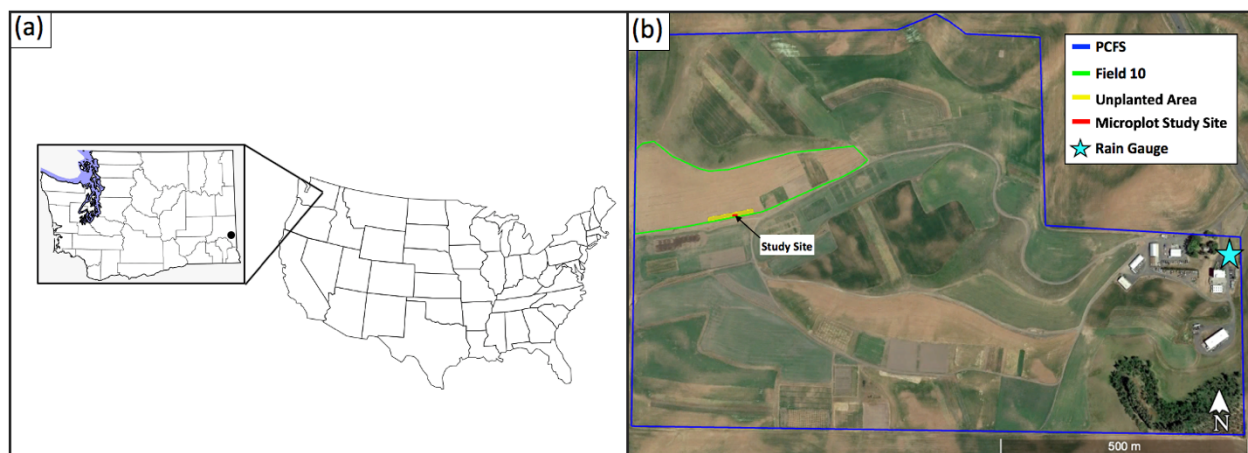 (a)
(b)
PCFS
Field 10
Unplanted Area
Microplot Study Site
Rain Gauge
Study Site
N
500 m